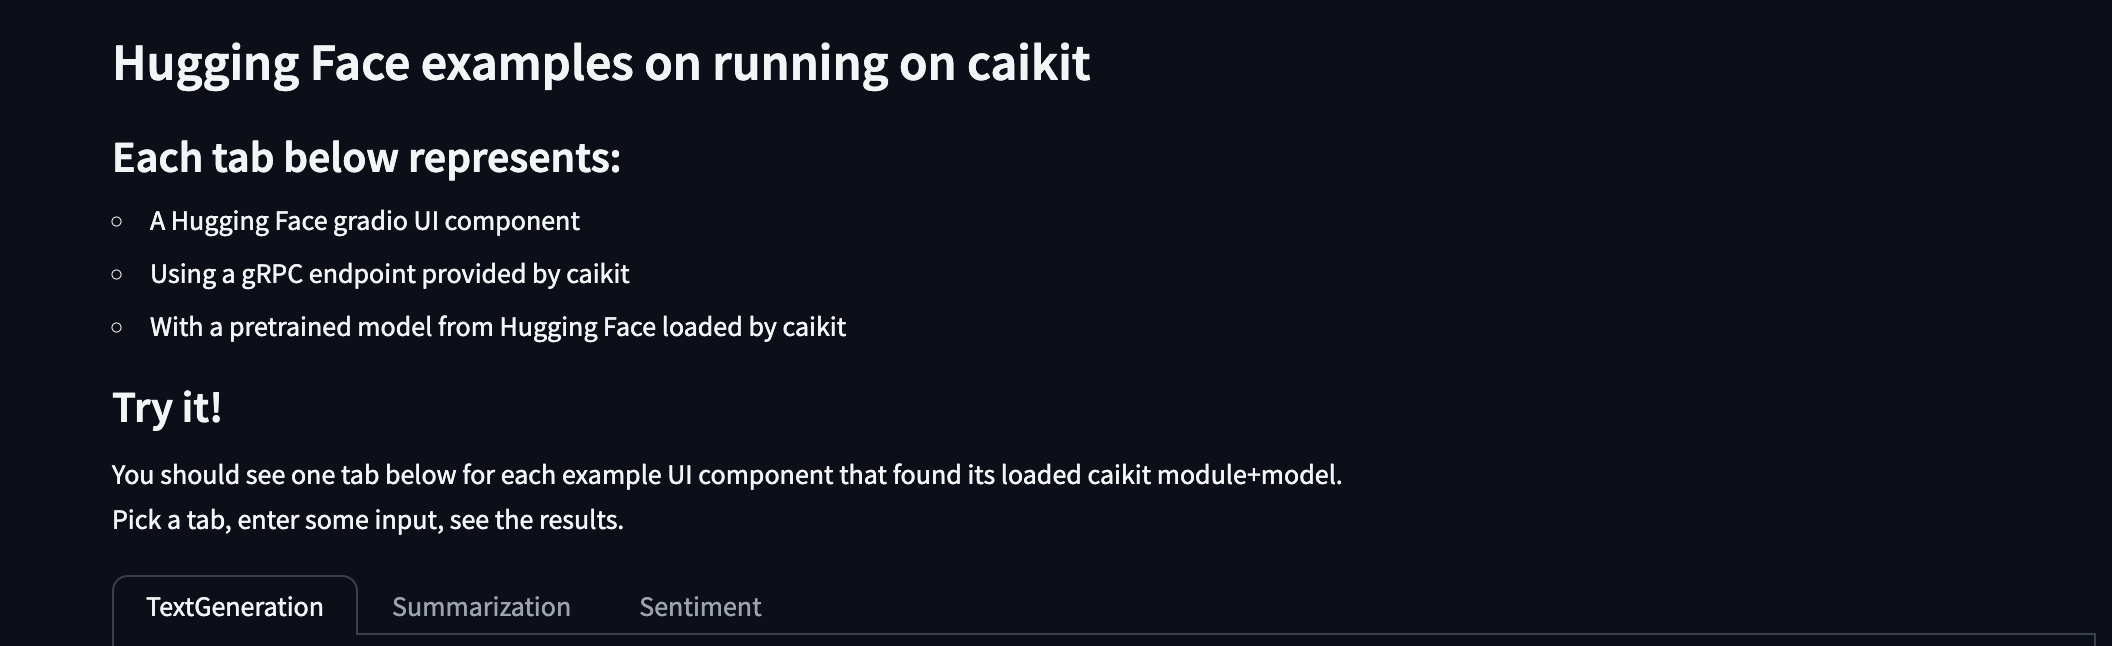 Hugging Face examples on running on caikit
Each tab below represents:
A Hugging Face gradio UI component
Using a gRPC endpoint provided by caikit
With a pretrained model from Hugging Face loaded by caikit
Try it!
You should see one tab below for each example UI component that found its loaded caikit module+model.
Pick a tab, enter some input, see the results.
TextGeneration Summarization Sentiment